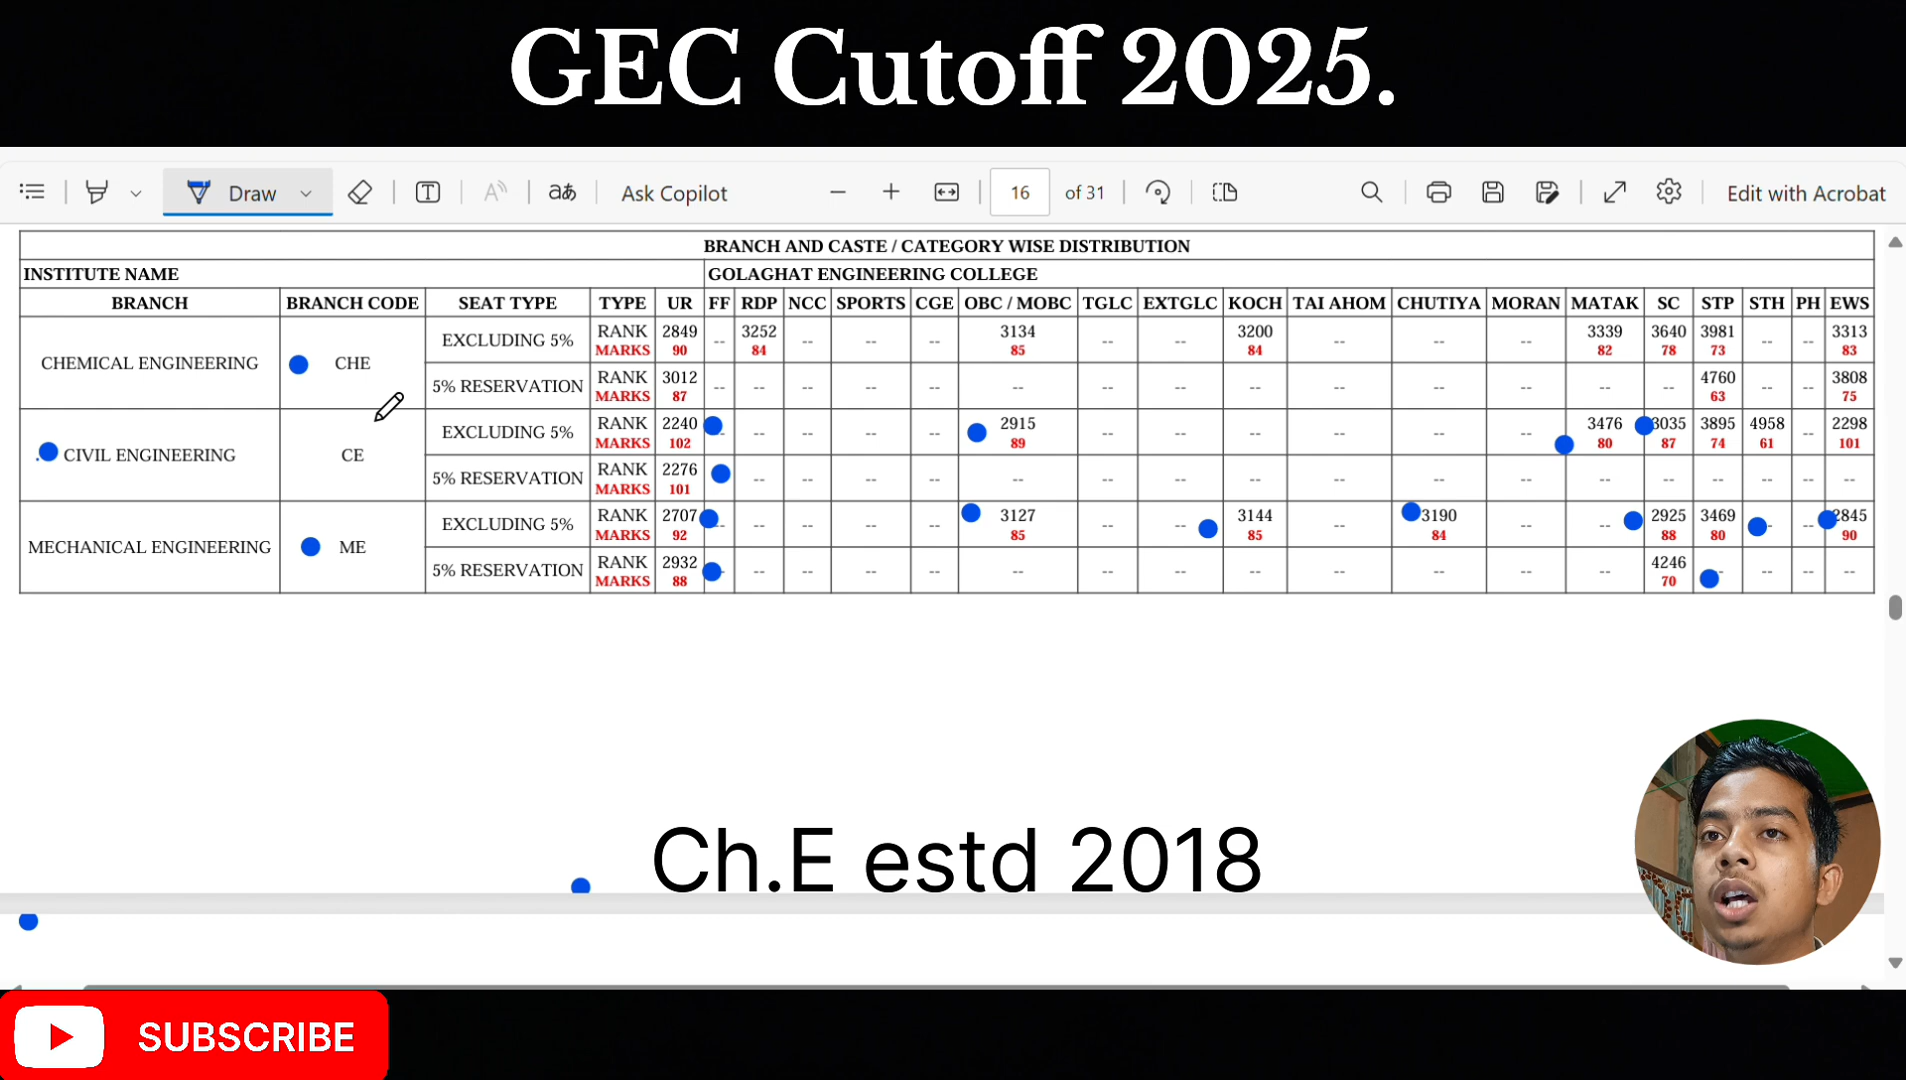 GEC Cutoff 2025.
Draw
Ask Copilot
16 of 31
Edit with Acrobat
BRANCH AND CASTE / CATEGORY WISE DISTRIBUTION
INSTITUTE NAME GOLAGHAT ENGINEERING COLLEGE
BRANCH BRANCH CODE SEAT TYPE TYPE UR FF RDP NCC SPORTS CGE OBC / MOBC TGLC EXTGLC KOCH TAI AHOM CHUTIYA MORAN MATAK SC STP STH PH EWS
CHEMICAL ENGINEERING CHE
EXCLUDING 5% RANK 2849 -- 3252 -- -- -- 3134 3200 3339 3640 3981 -- -- 3313
MARKS 90 84 85 84 82 78 73 83
5% RESERVATION RANK 3012 -- -- -- -- -- -- -- -- -- -- -- -- -- -- 4760 -- -- 3808
MARKS 87 63 75
CIVIL ENGINEERING CE
EXCLUDING 5% RANK 2240 -- -- -- -- 2915 -- -- -- -- -- -- 3476 3035 3895 4958 -- 2298
MARKS 102 89 80 87 74 61 101
5% RESERVATION RANK 2276 -- -- -- -- -- -- -- -- -- -- -- -- -- -- -- -- --
MARKS 101
MECHANICAL ENGINEERING ME
EXCLUDING 5% RANK 2707 -- -- -- -- -- 3127 -- -- 3144 -- 3190 -- -- 2925 3469 -- -- 2845
MARKS 92 85 85 84 88 80 90
5% RESERVATION RANK 2932 -- -- -- -- -- -- -- -- -- -- -- -- 4246 -- -- -- --
MARKS 88 70
Ch.E estd 2018
SUBSCRIBE